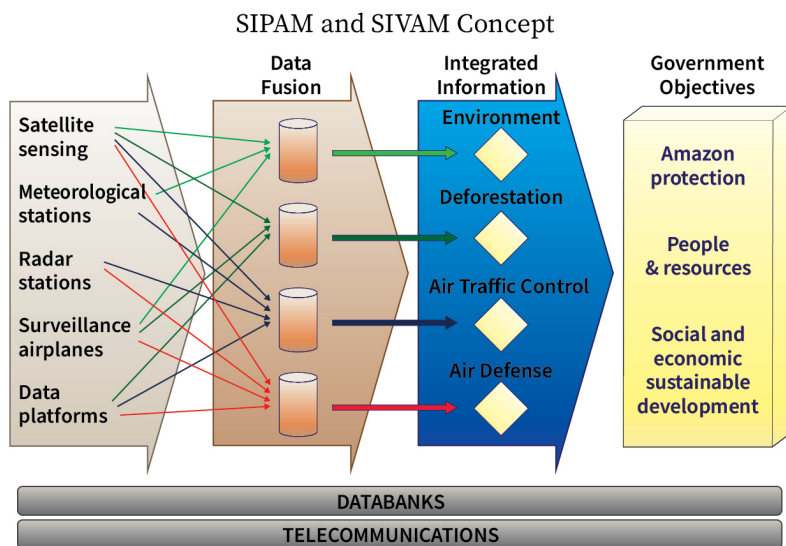 SIPAM and SIVAM Concept
Data
Fusion
Integrated
Information
Government
Objectives
Satellite
sensing
Meteorological
stations
Radar
stations
Surveillance
airplanes
Data
platforms
Environment
Deforestation
Air Traffic Control
Air Defense
Amazon
protection
People
& resources
Social and
economic
sustainable
development
DATABANKS
TELECOMMUNICATIONS